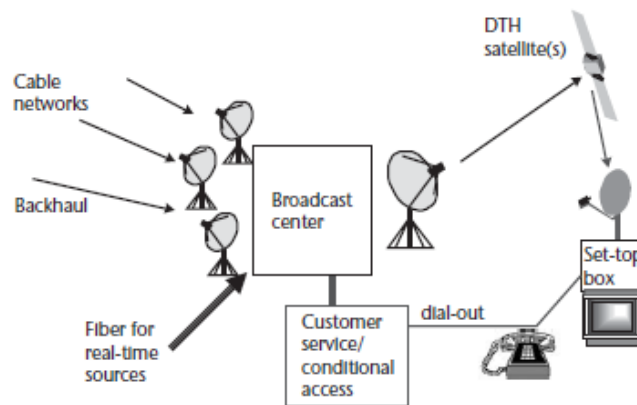 DTH
satellite(s)
Cable
networks
Backhaul
Broadcast
center
Set-top
box
Fiber for
real-time
sources
Customer
service/
conditional
access
dial-out